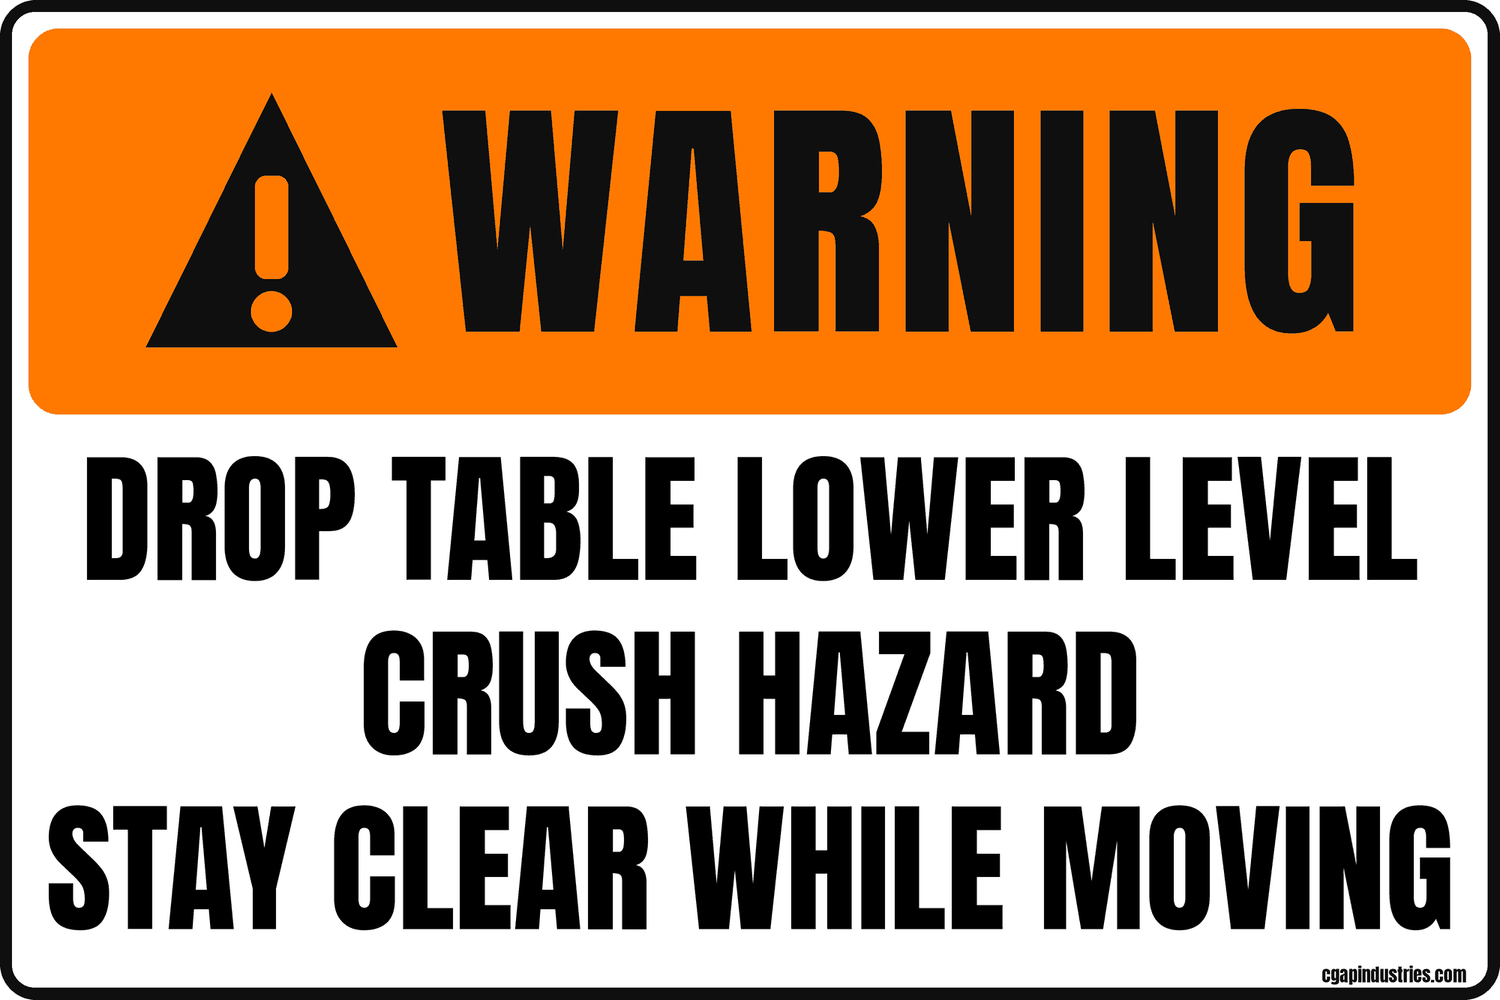 WARNING
DROP TABLE LOWER LEVEL
CRUSH HAZARD
STAY CLEAR WHILE MOVING
cgapindustries.com